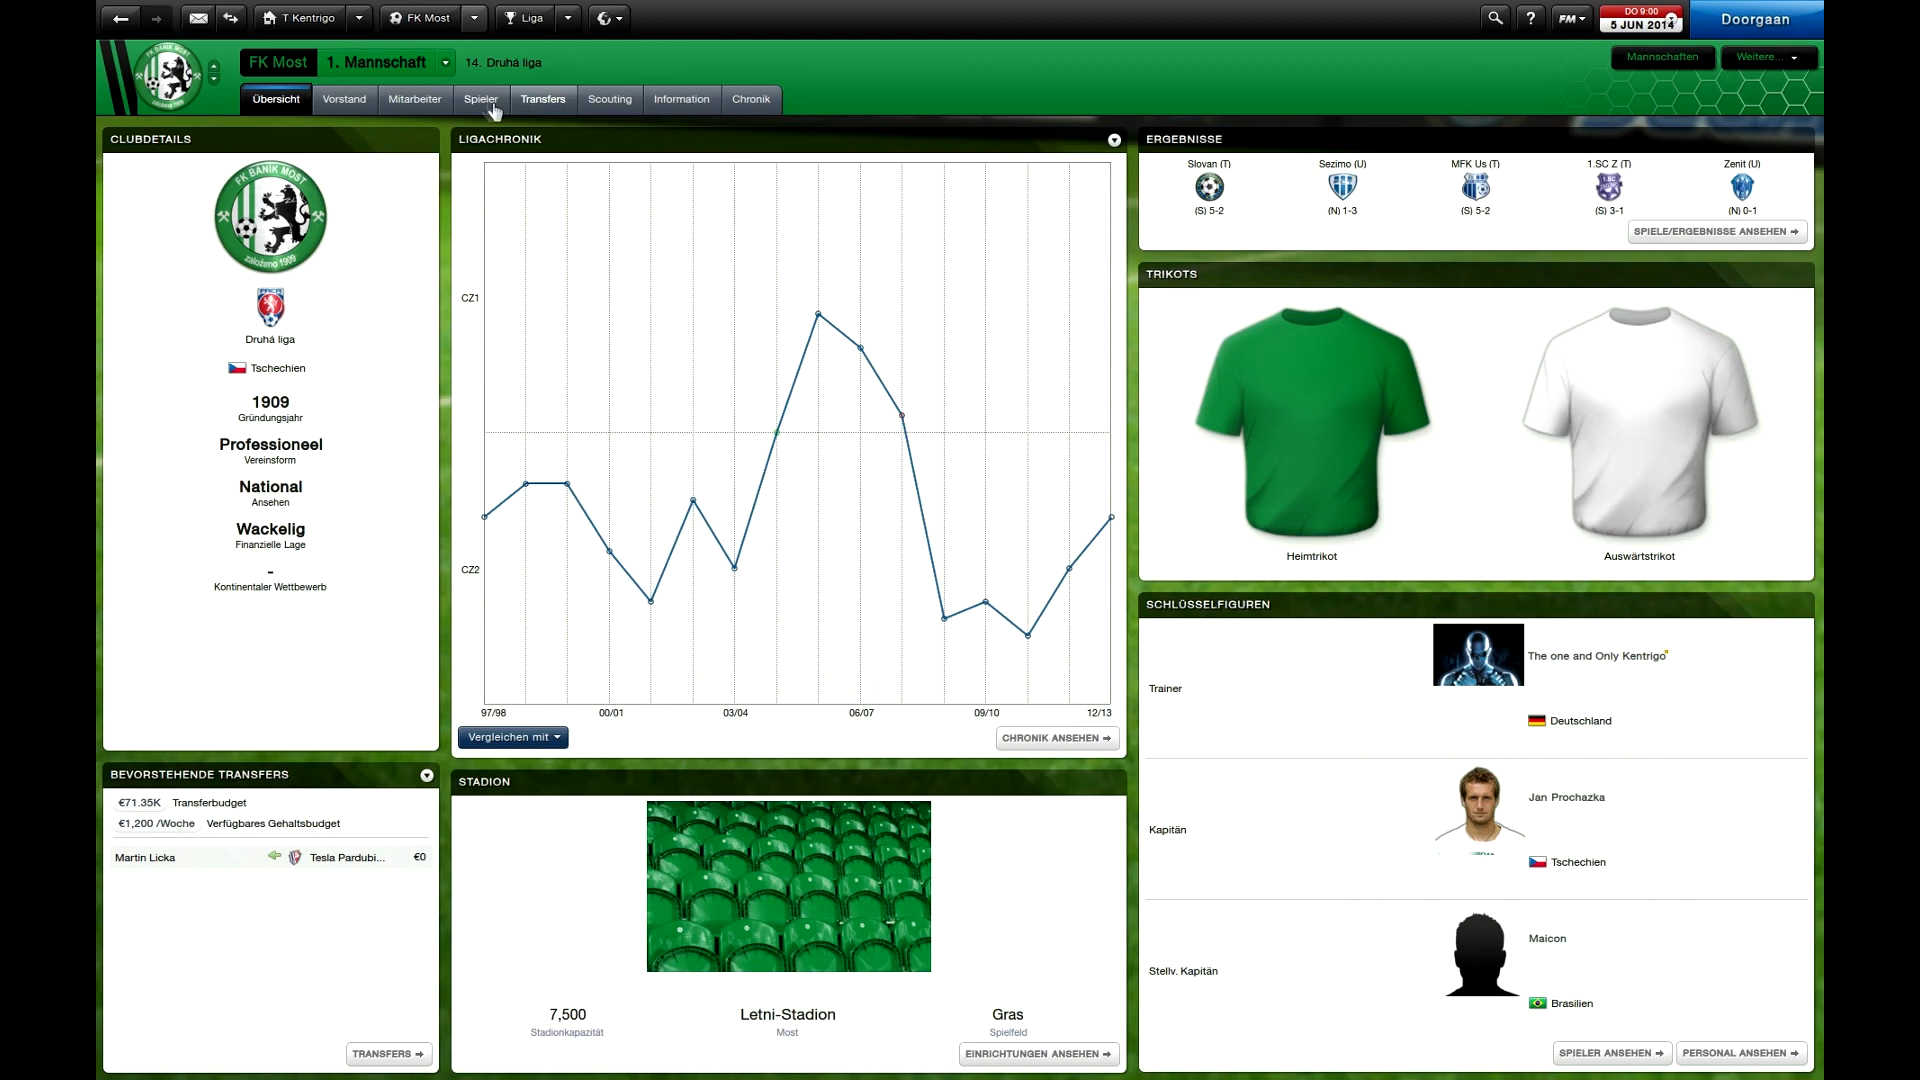 T Kentrigo
FK Most
Liga
?
FM
DO 9:00
5 JUN 2014
Doorgaan
FK Most
1. Mannschaft
14. Druhá liga
Mannschaften
Weitere...
Übersicht
Vorstand
Mitarbeiter
Spieler
Transfers
Scouting
Information
Chronik
CLUBDETAILS
FK BANÍK MOST
založeno 1909
FAČR
Druhá liga
Tschechien
1909
Gründungsjahr
Professioneel
Vereinsform
National
Ansehen
Wackelig
Finanzielle Lage
-
Kontinentaler Wettbewerb
BEVORSTEHENDE TRANSFERS
€71.35K Transferbudget
€1,200 /Woche Verfügbares Gehaltsbudget
Martin Licka Tesla Pardubi... €0
TRANSFERS
LIGACHRONIK
CZ1
CZ2
97/98 00/01 03/04 06/07 09/10 12/13
Vergleichen mit
CHRONIK ANSEHEN
STADION
7,500
Stadionkapazität
Letni-Stadion
Most
Gras
Spielfeld
EINRICHTUNGEN ANSEHEN
ERGEBNISSE
Slovan (T) Sezimo (U) MFK Us (T) 1.SC Z (T) Zenit (U)
(S) 5-2 (N) 1-3 (S) 5-2 (S) 3-1 (N) 0-1
SPIELE/ERGEBNISSE ANSEHEN
TRIKOTS
Heimtrikot
Auswärtstrikot
SCHLÜSSELFIGUREN
Trainer
The one and Only Kentrigo
Deutschland
Kapitän
Jan Prochazka
Tschechien
Stellv. Kapitän
Maicon
Brasilien
SPIELER ANSEHEN
PERSONAL ANSEHEN